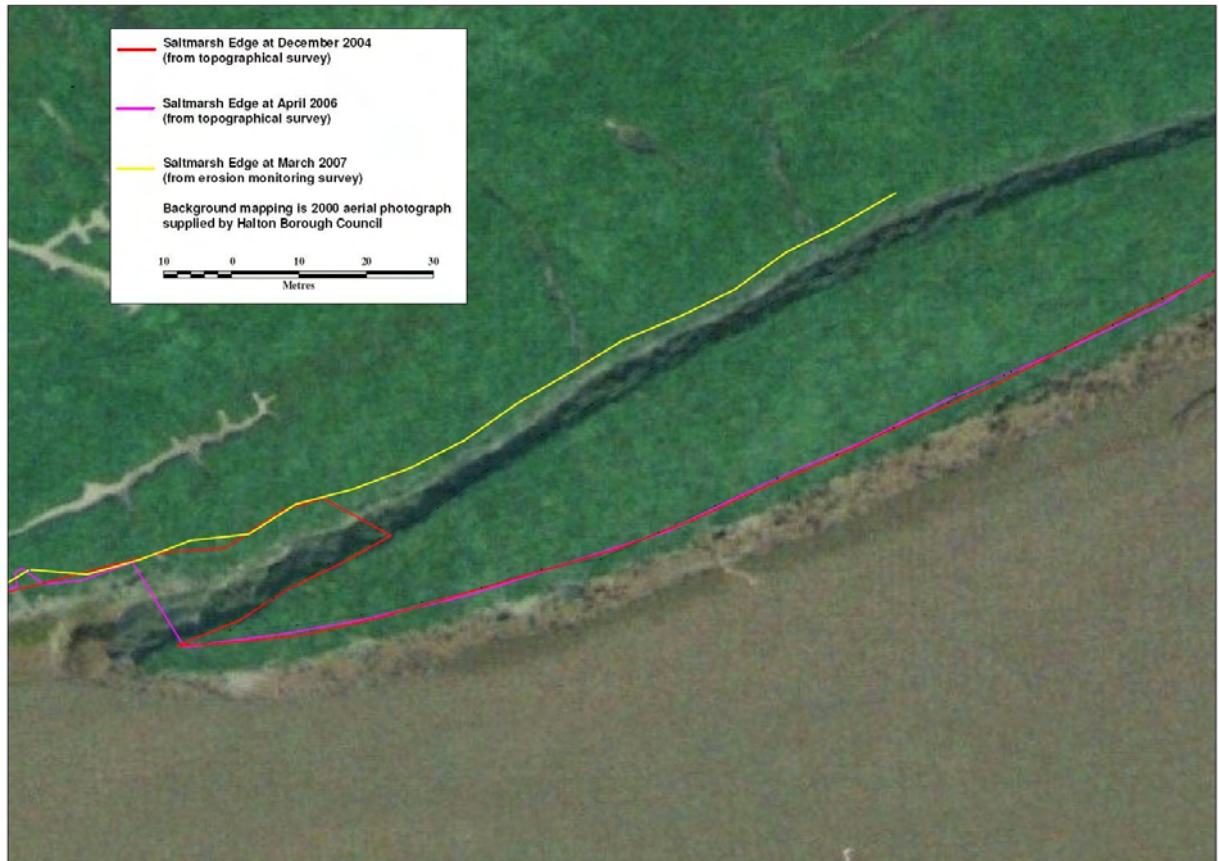 Saltmarsh Edge at December 2004
(from topographical survey)
Saltmarsh Edge at April 2006
(from topographical survey)
Saltmarsh Edge at March 2007
(from erosion monitoring survey)
Background mapping is 2000 aerial photograph
supplied by Halton Borough Council
10 0 10 20 30
Metres